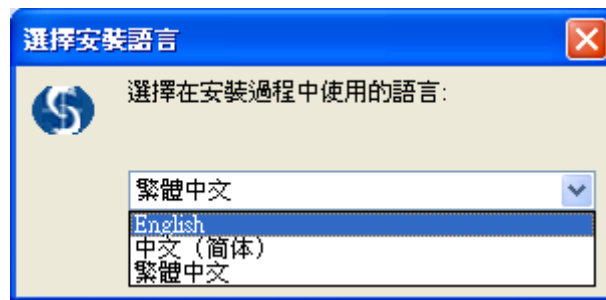 選擇安裝語言
選擇在安裝過程中使用的語言:
繁體中文
English
中文（简体）
繁體中文